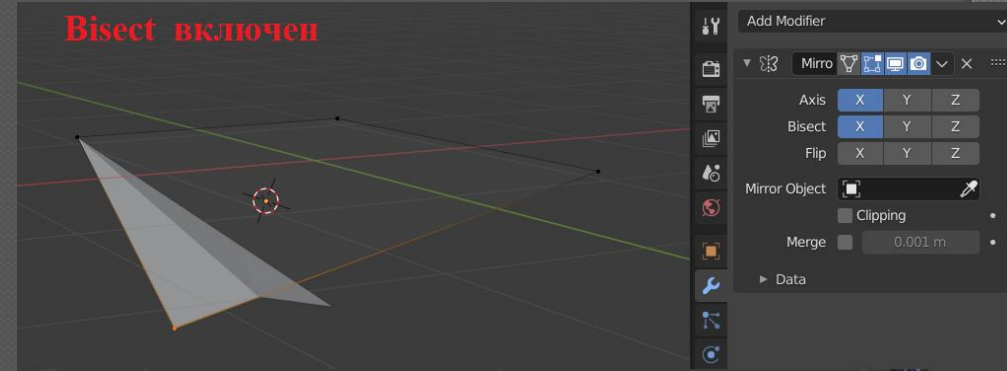 Bisect включен
Add Modifier
Mirro
Axis X Y Z
Bisect X Y Z
Flip X Y Z
Mirror Object
Clipping
Merge 0.001 m
Data